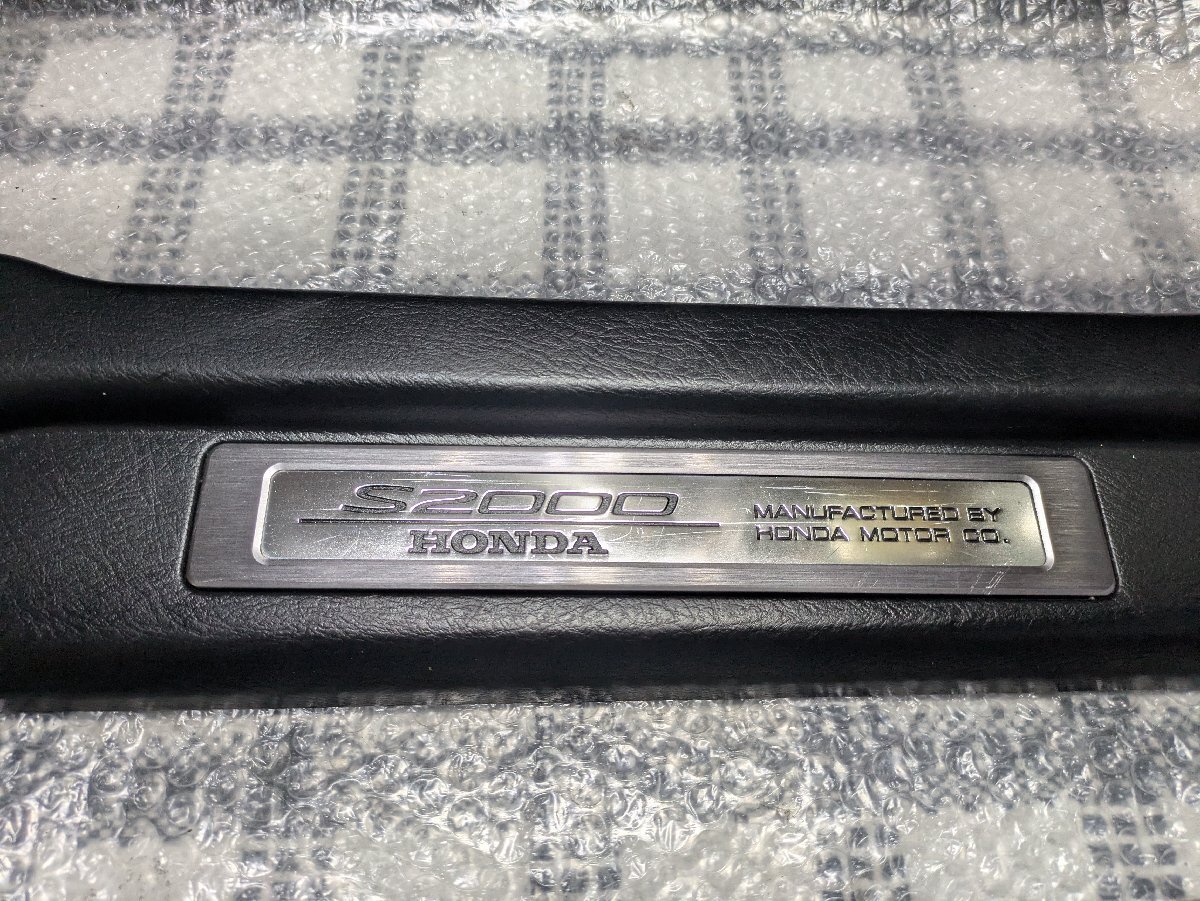 S2000
HONDA
MANUFACTURED BY
HONDA MOTOR CO.